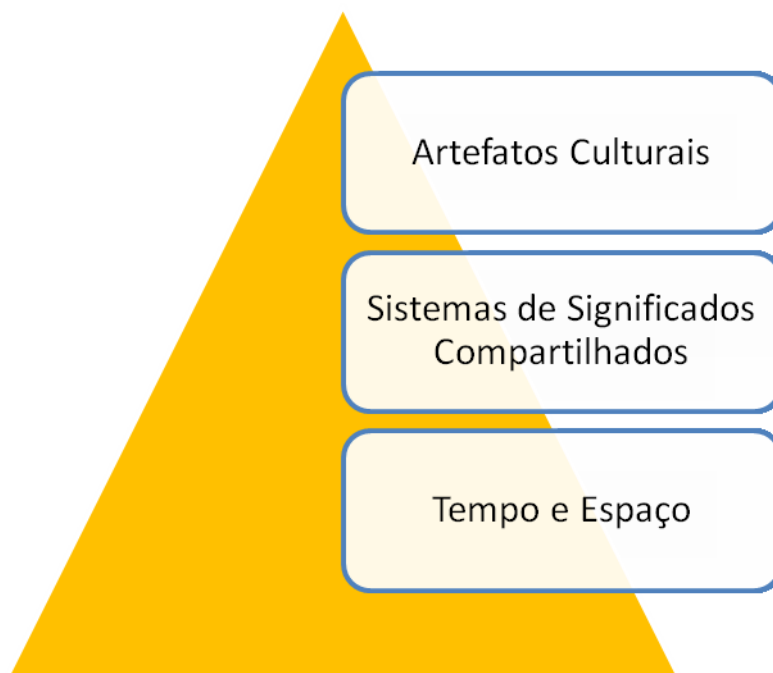 Artefatos Culturais
Sistemas de Significados
Compartilhados
Tempo e Espaço